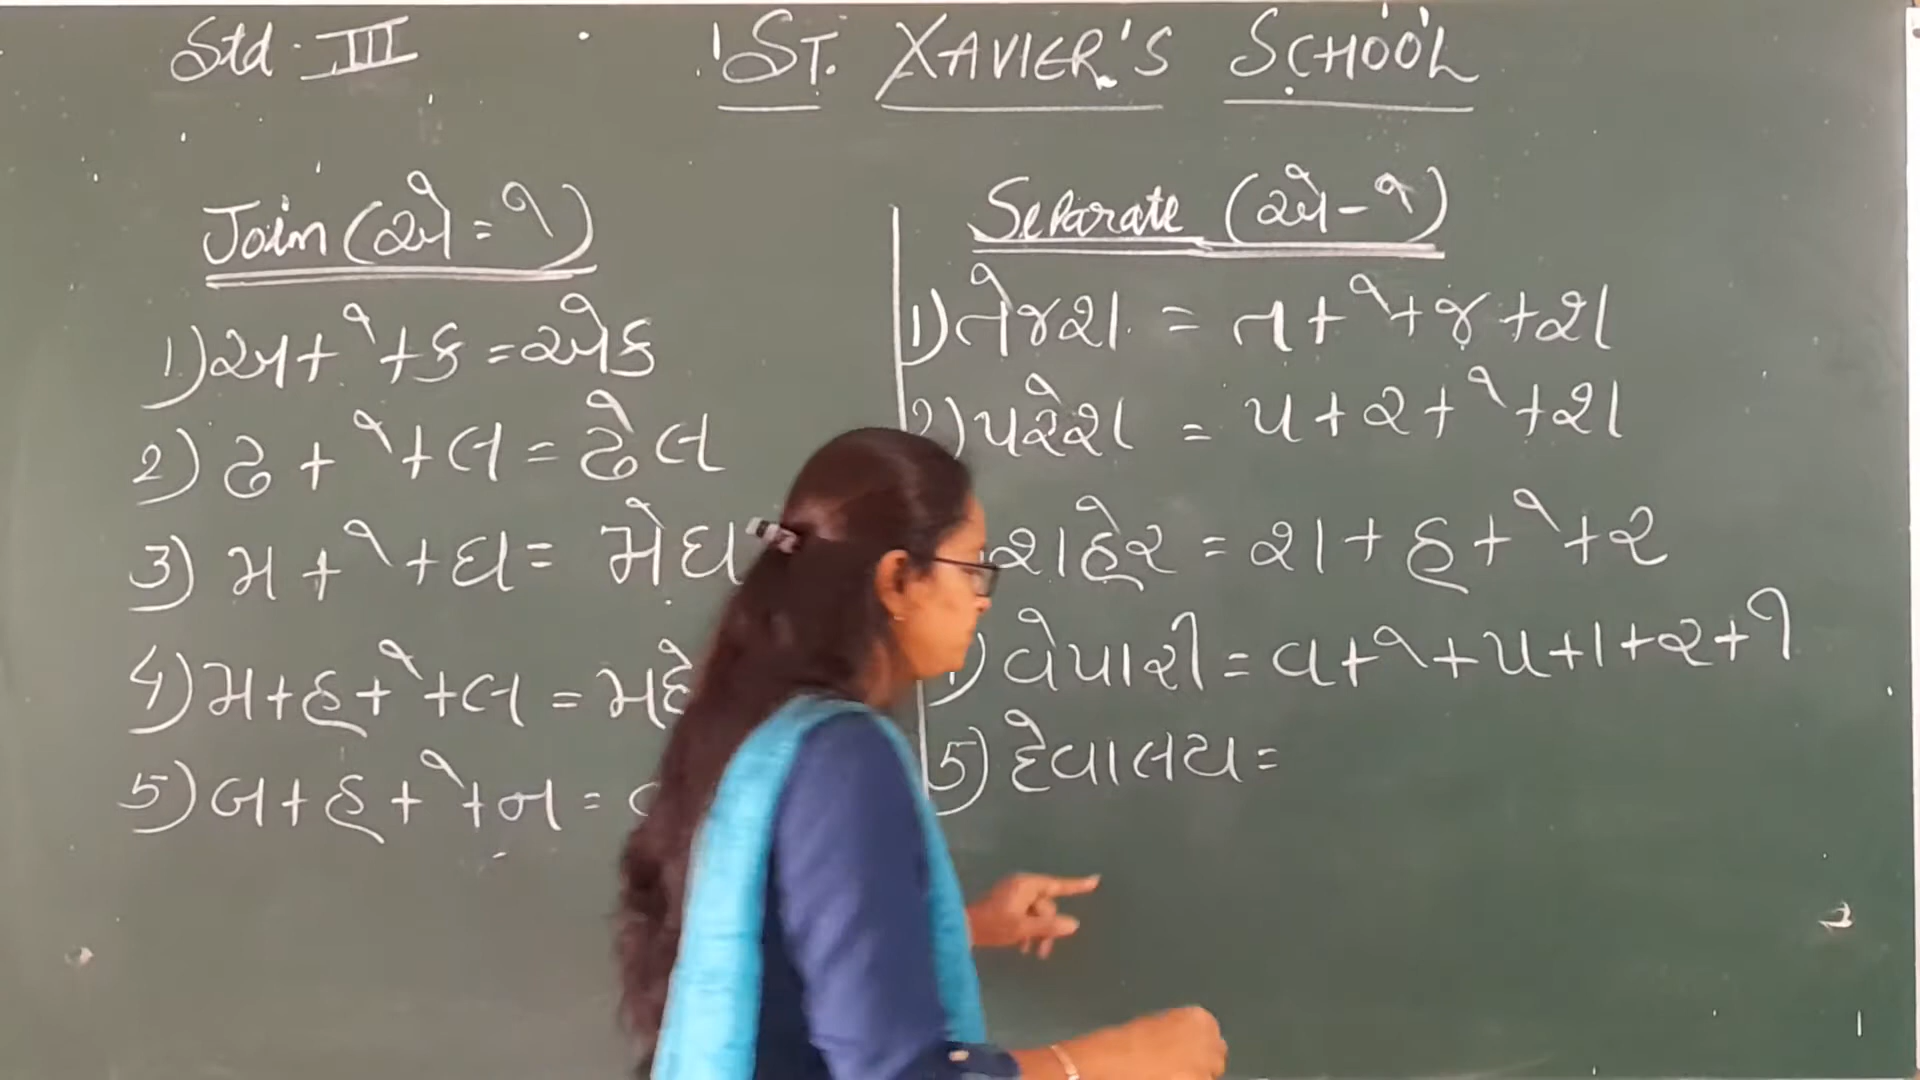 Std. III
ST. XAVIER'S SCHOOL
Join (એ = ે)
1) અ + ે + ક = એક
2) ઢ + ે + લ = ઢેલ
3) મ + ે + ઘ = મેઘ
4) મ + હ + ે + લ = મહે
5) બ + હ + ે + ન =
Separate (એ - ે)
1) તેજશ = ત + ે + જ + શ
2) પરેશ = પ + ર + ે + શ
શહેર = શ + હ + ે + ર
વેપારી = વ + ે + પ + ા + ર + ી
5) દેવાલય =